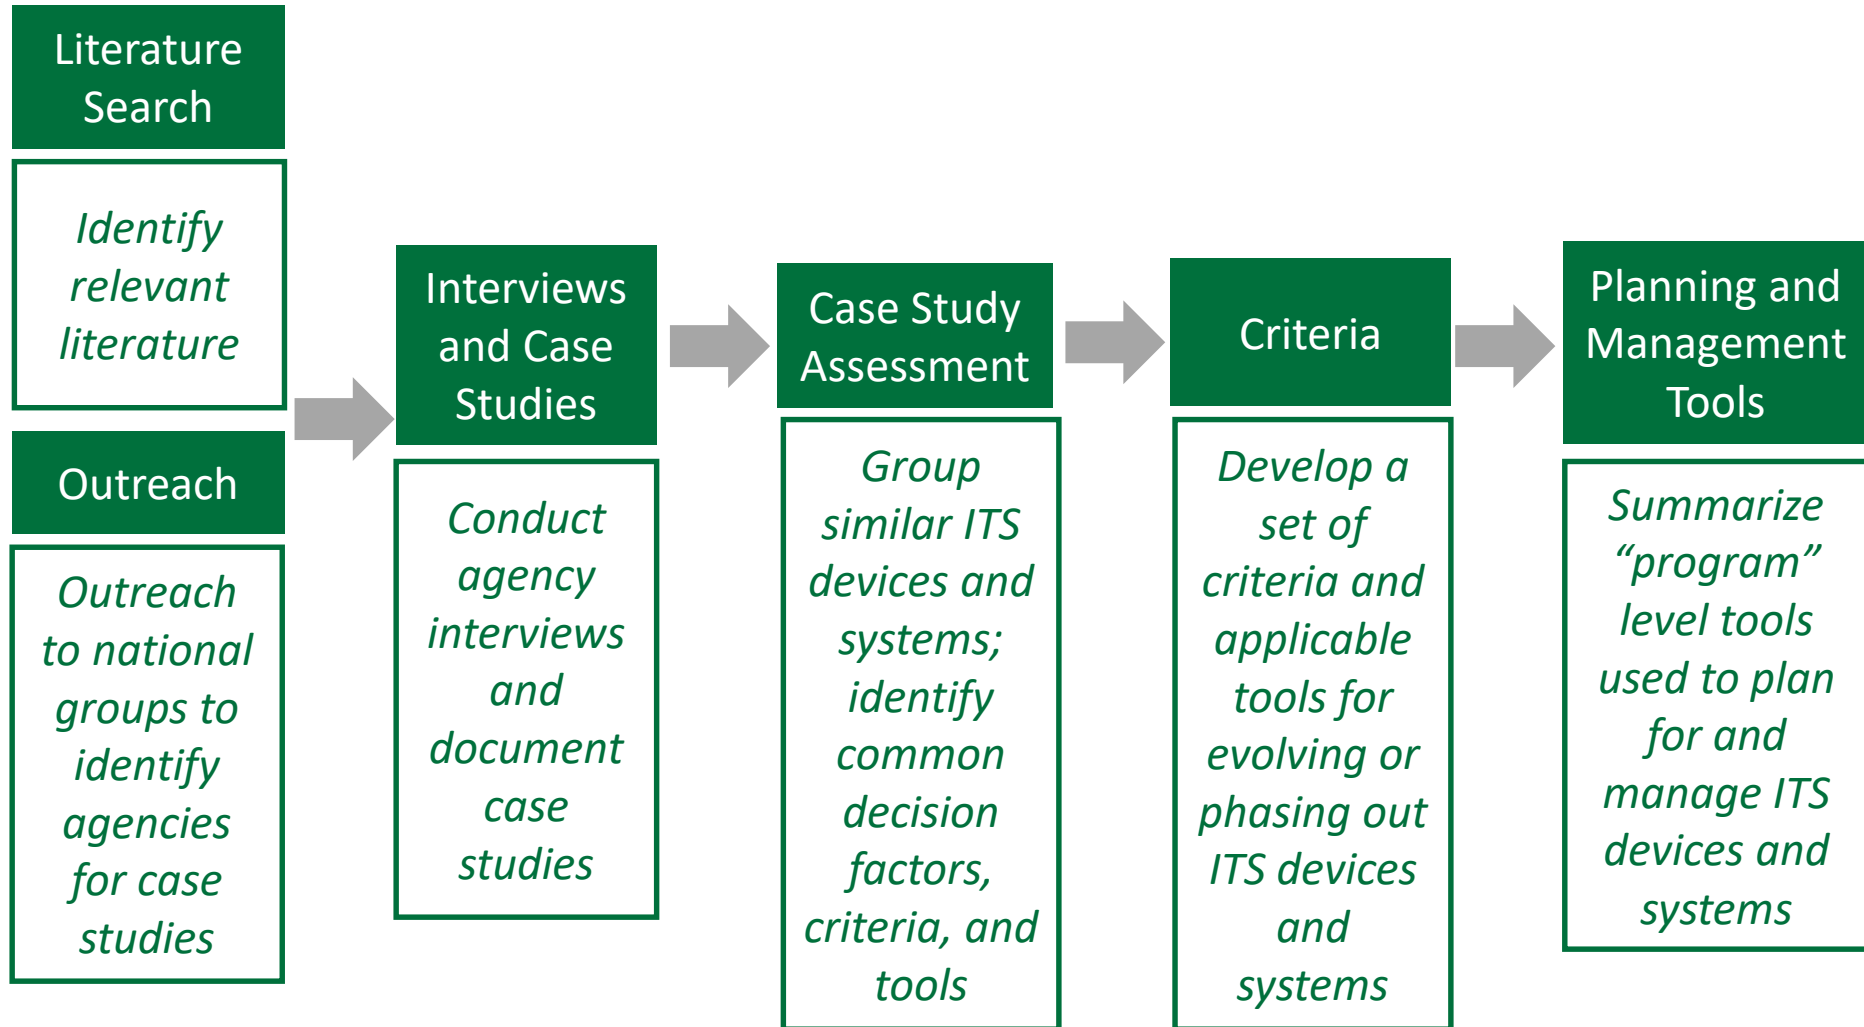 Literature
Search
Identify
relevant
literature
Outreach
Outreach
to national
groups to
identify
agencies
for case
studies
Interviews
and Case
Studies
Conduct
agency
interviews
and
document
case
studies
Case Study
Assessment
Group
similar ITS
devices and
systems;
identify
common
decision
factors,
criteria, and
tools
Criteria
Develop a
set of
criteria and
applicable
tools for
evolving or
phasing out
ITS devices
and
systems
Planning and
Management
Tools
Summarize
“program”
level tools
used to plan
for and
manage ITS
devices and
systems